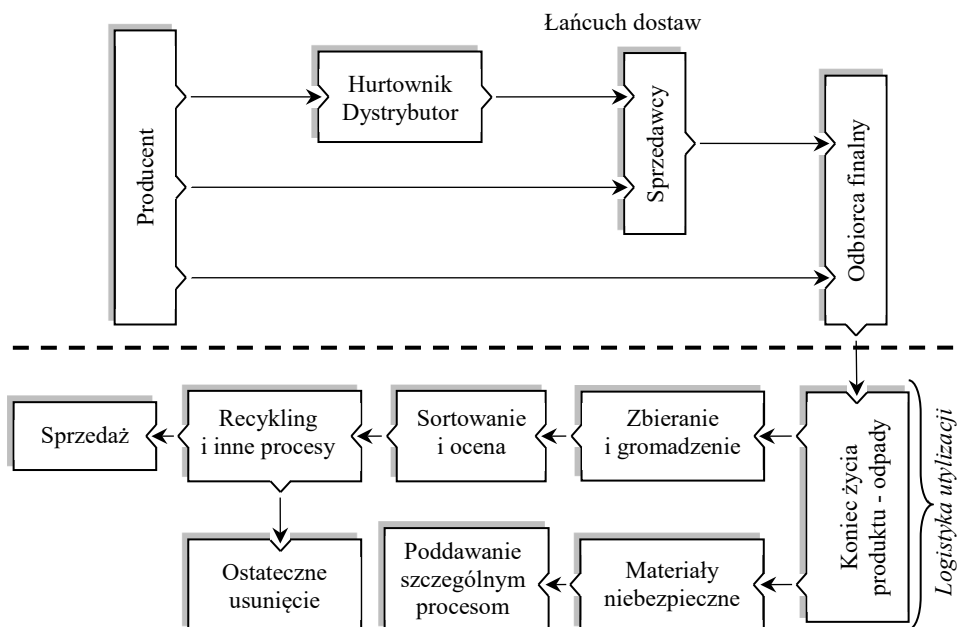 Łańcuch dostaw
Producent
Hurtownik
Dystrybutor
Sprzedawcy
Odbiorca finalny
Sprzedaż
Recykling
i inne procesy
Sortowanie
i ocena
Zbieranie
i gromadzenie
Koniec życia
produktu - odpady
Logistyka utylizacji
Ostateczne
usunięcie
Poddawanie
szczególnym
procesom
Materiały
niebezpieczne